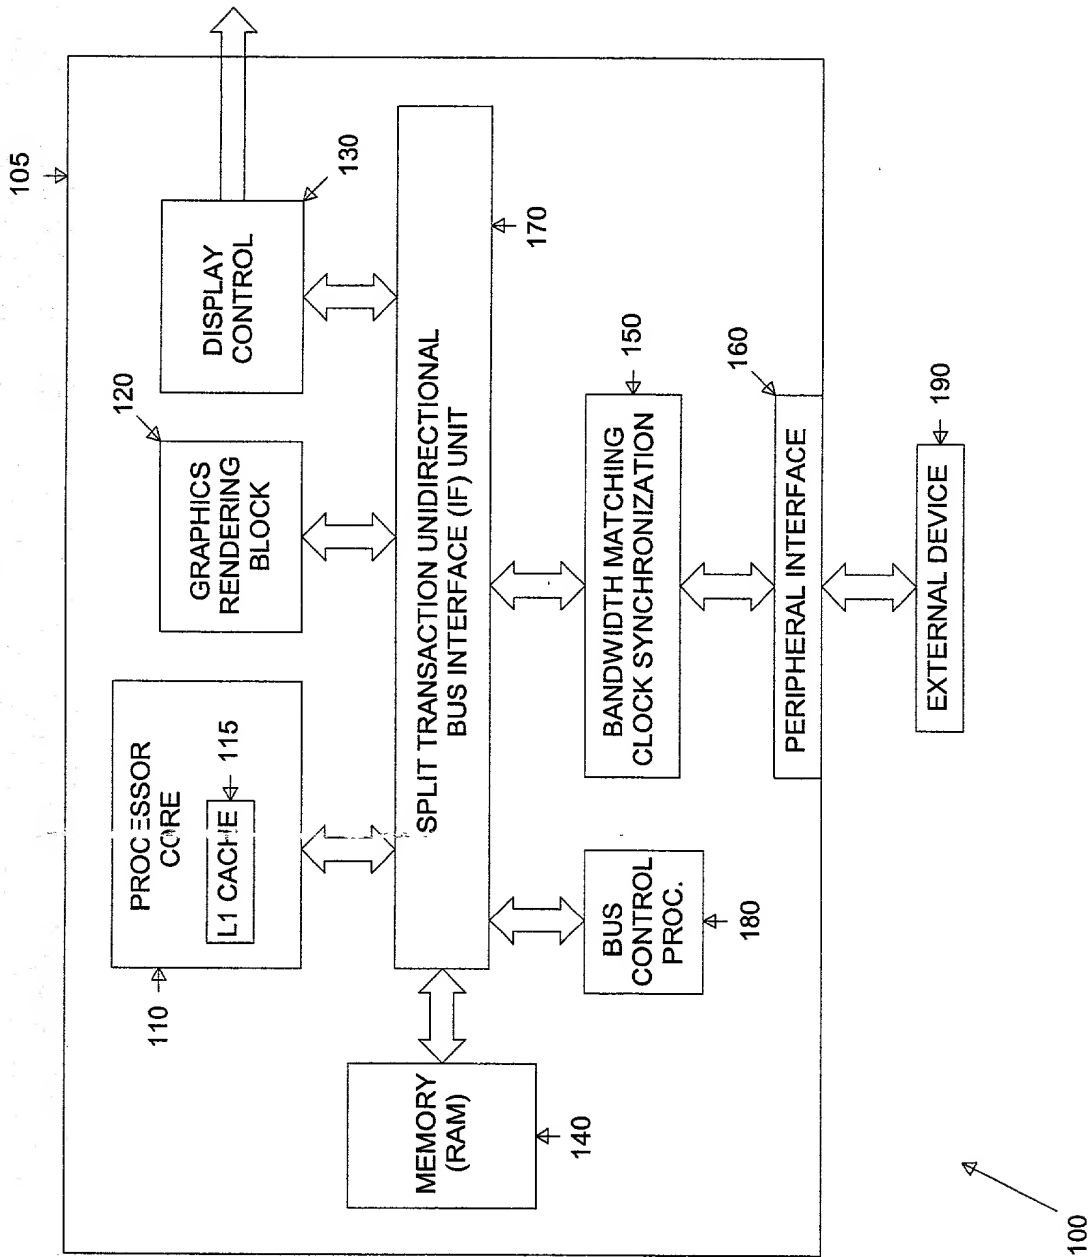 105
130
DISPLAY
CONTROL
120
GRAPHICS
RENDERING
BLOCK
PROCESSOR
CORE
L1 CACHE
115
110
SPLIT TRANSACTION UNIDIRECTIONAL
BUS INTERFACE (IF) UNIT
170
MEMORY
(RAM)
140
BUS
CONTROL
PROC.
180
BANDWIDTH MATCHING
CLOCK SYNCHRONIZATION
150
160
PERIPHERAL INTERFACE
EXTERNAL DEVICE
190
100